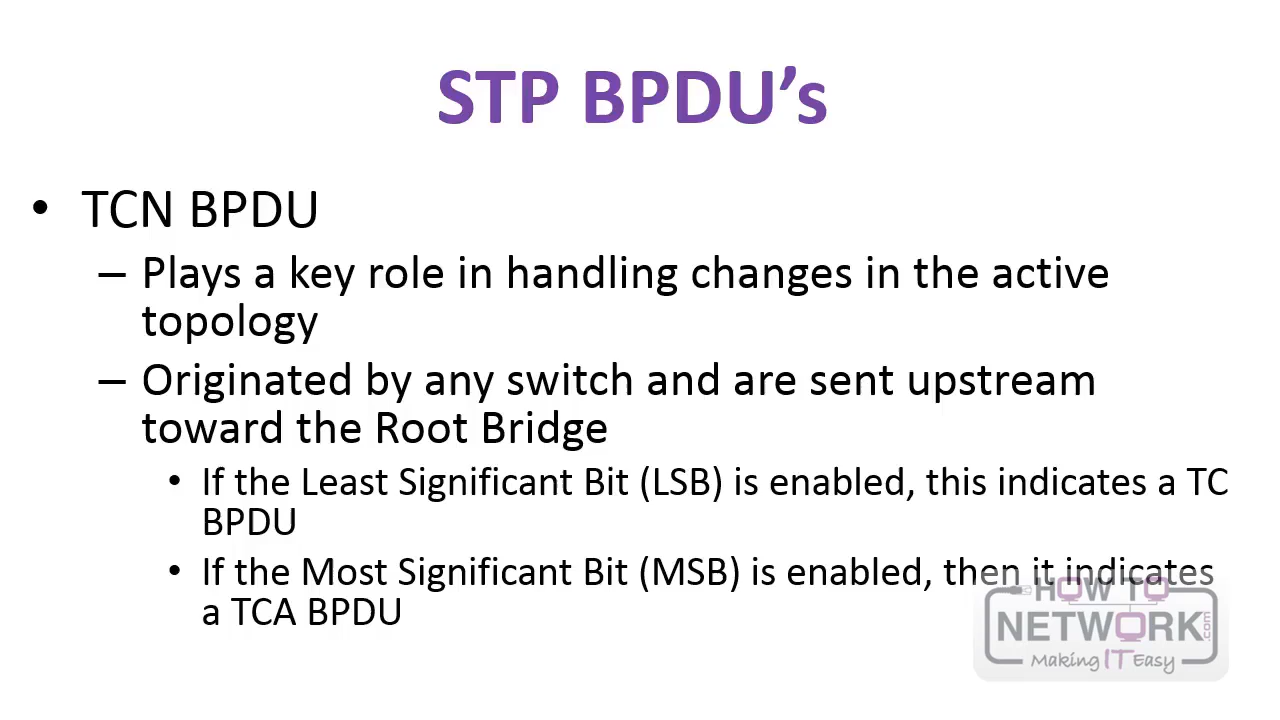 STP BPDU’s
• TCN BPDU
– Plays a key role in handling changes in the active
topology
– Originated by any switch and are sent upstream
toward the Root Bridge
• If the Least Significant Bit (LSB) is enabled, this indicates a TC
BPDU
• If the Most Significant Bit (MSB) is enabled, then it indicates
a TCA BPDU
HOW TO
NETWORK.com
Making IT Easy